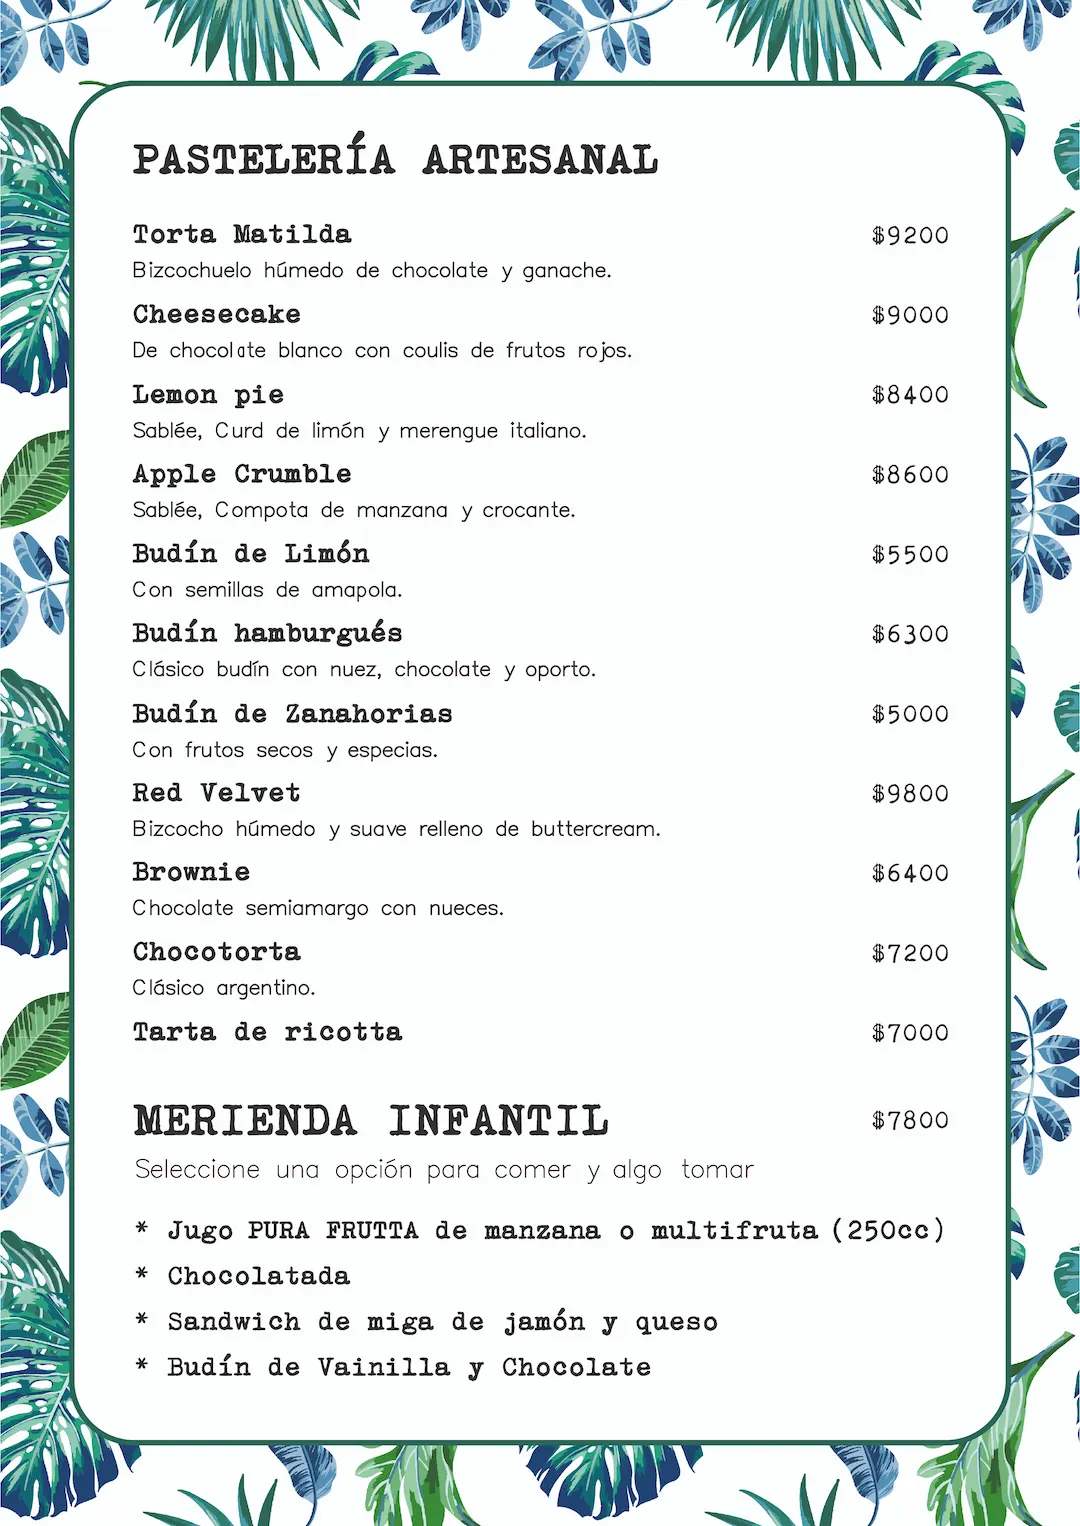 PASTELERÍA ARTESANAL
Torta Matilda $9200
Bizcochuelo húmedo de chocolate y ganache.
Cheesecake $9000
De chocolate blanco con coulis de frutos rojos.
Lemon pie $8400
Sablée, Curd de limón y merengue italiano.
Apple Crumble $8600
Sablée, Compota de manzana y crocante.
Budín de Limón $5500
Con semillas de amapola.
Budín hamburgués $6300
Clásico budín con nuez, chocolate y oporto.
Budín de Zanahorias $5000
Con frutos secos y especias.
Red Velvet $9800
Bizcocho húmedo y suave relleno de buttercream.
Brownie $6400
Chocolate semiamargo con nueces.
Chocotorta $7200
Clásico argentino.
Tarta de ricotta $7000
MERIENDA INFANTIL $7800
Seleccione una opción para comer y algo tomar
* Jugo PURA FRUTTA de manzana o multifruta (250cc)
* Chocolatada
* Sandwich de miga de jamón y queso
* Budín de Vainilla y Chocolate